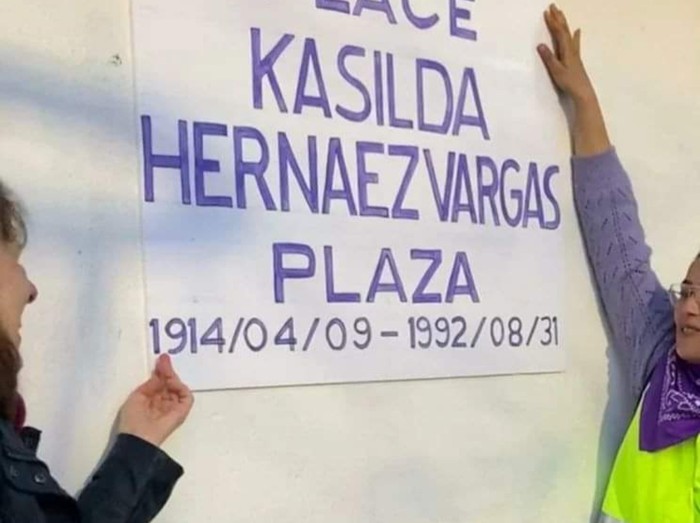 KASILDA
HERNAEZ VARGAS
PLAZA
1914/04/09-1992/08/31